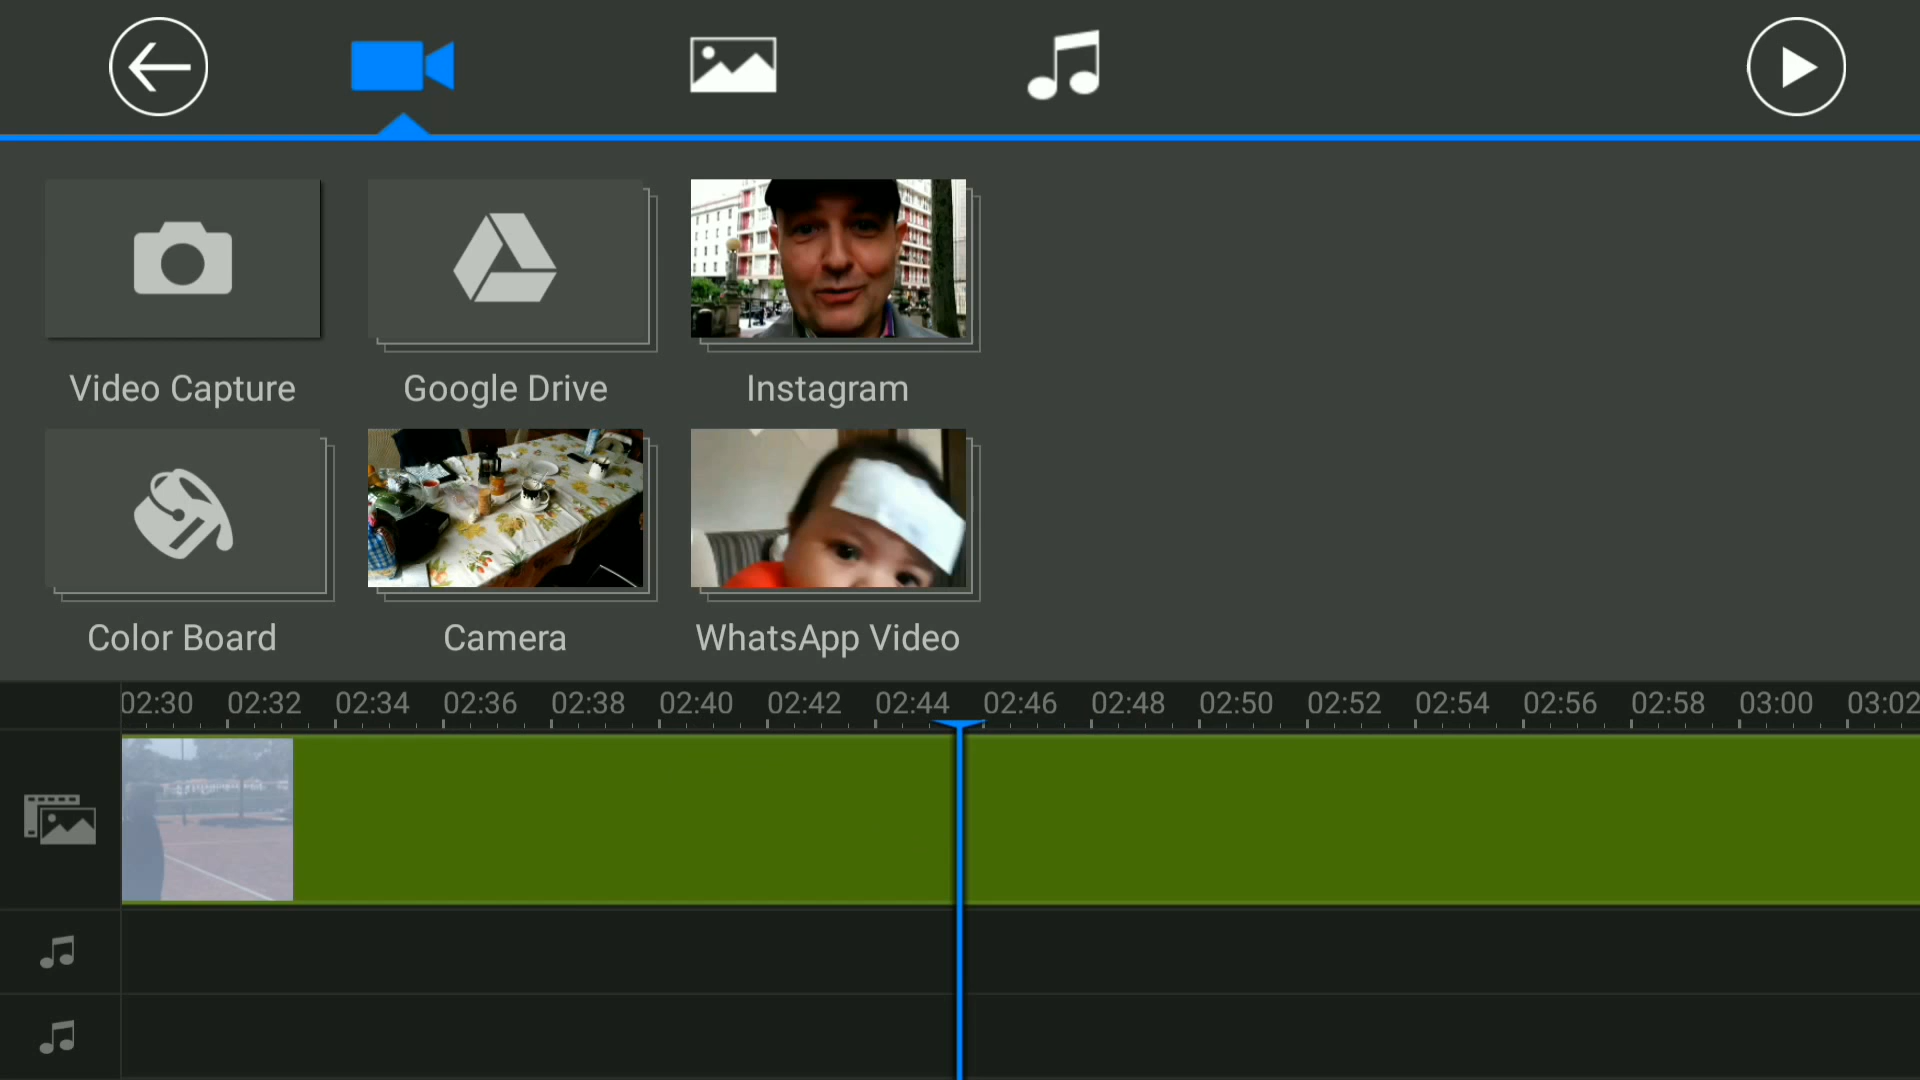 Video Capture
Google Drive
Instagram
Color Board
Camera
WhatsApp Video
02:30 02:32 02:34 02:36 02:38 02:40 02:42 02:44 02:46 02:48 02:50 02:52 02:54 02:56 02:58 03:00 03:02